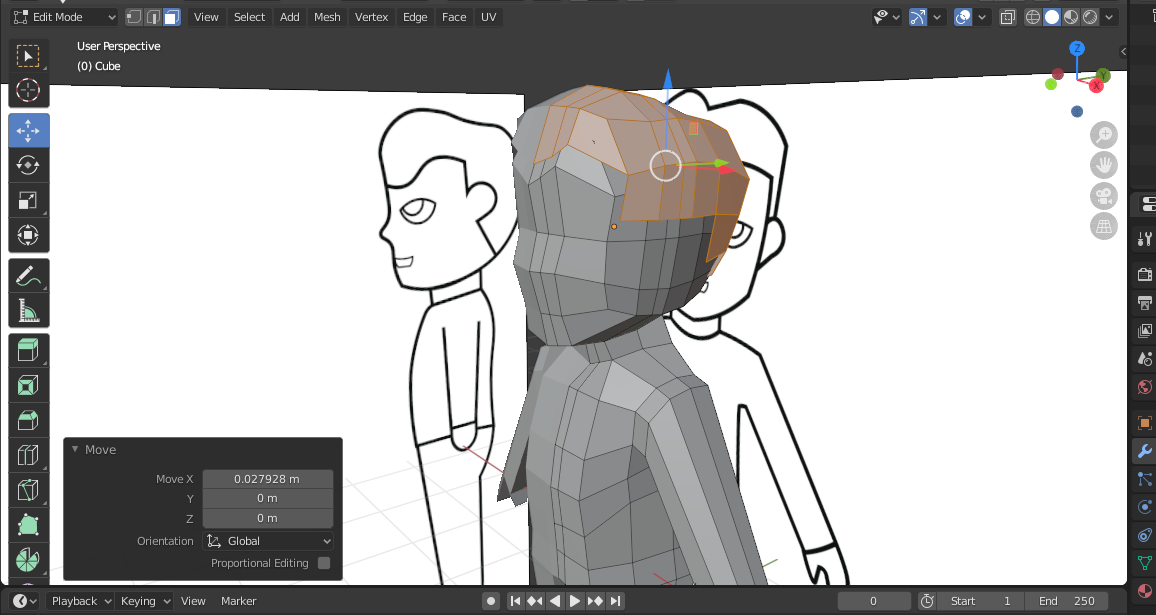 Edit Mode View Select Add Mesh Vertex Edge Face UV
User Perspective
(0) Cube
Z
Y
X
Move
Move X 0.027928 m
Y 0 m
Z 0 m
Orientation Global
Proportional Editing
Playback Keying View Marker 0 Start 1 End 250